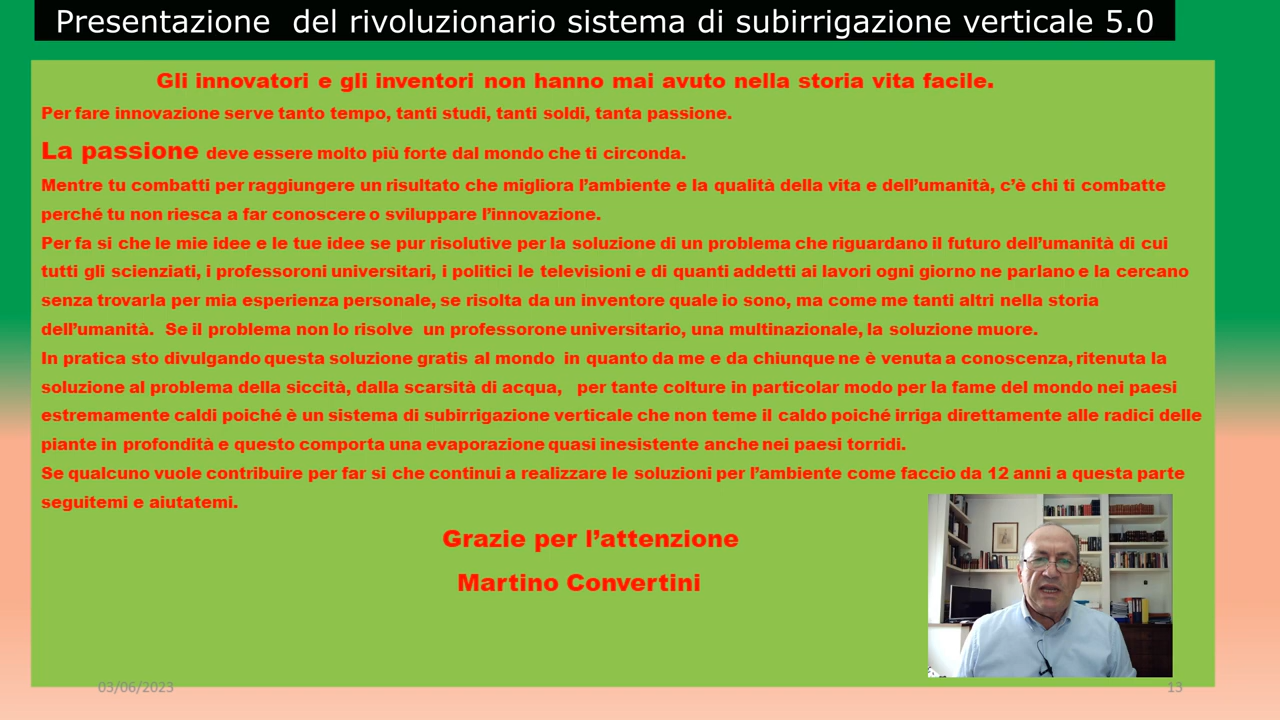 Presentazione  del rivoluzionario sistema di subirrigazione verticale 5.0
Gli innovatori e gli inventori non hanno mai avuto nella storia vita facile.
Per fare innovazione serve tanto tempo, tanti studi, tanti soldi, tanta passione.
La passione deve essere molto più forte dal mondo che ti circonda.
Mentre tu combatti per raggiungere un risultato che migliora l’ambiente e la qualità della vita e dell’umanità, c’è chi ti combatte
perché tu non riesca a far conoscere o sviluppare l’innovazione.
Per fa si che le mie idee e le tue idee se pur risolutive per la soluzione di un problema che riguardano il futuro dell’umanità di cui
tutti gli scienziati, i professoroni universitari, i politici le televisioni e di quanti addetti ai lavori ogni giorno ne parlano e la cercano
senza trovarla per mia esperienza personale, se risolta da un inventore quale io sono, ma come me tanti altri nella storia
dell’umanità.  Se il problema non lo risolve  un professorone universitario, una multinazionale, la soluzione muore.
In pratica sto divulgando questa soluzione gratis al mondo  in quanto da me e da chiunque ne è venuta a conoscenza, ritenuta la
soluzione al problema della siccità, dalla scarsità di acqua,   per tante colture in particolar modo per la fame del mondo nei paesi
estremamente caldi poiché è un sistema di subirrigazione verticale che non teme il caldo poiché irriga direttamente alle radici delle
piante in profondità e questo comporta una evaporazione quasi inesistente anche nei paesi torridi.
Se qualcuno vuole contribuire per far si che continui a realizzare le soluzioni per l’ambiente come faccio da 12 anni a questa parte
seguitemi e aiutatemi.
Grazie per l’attenzione
Martino Convertini
03/06/2023
13